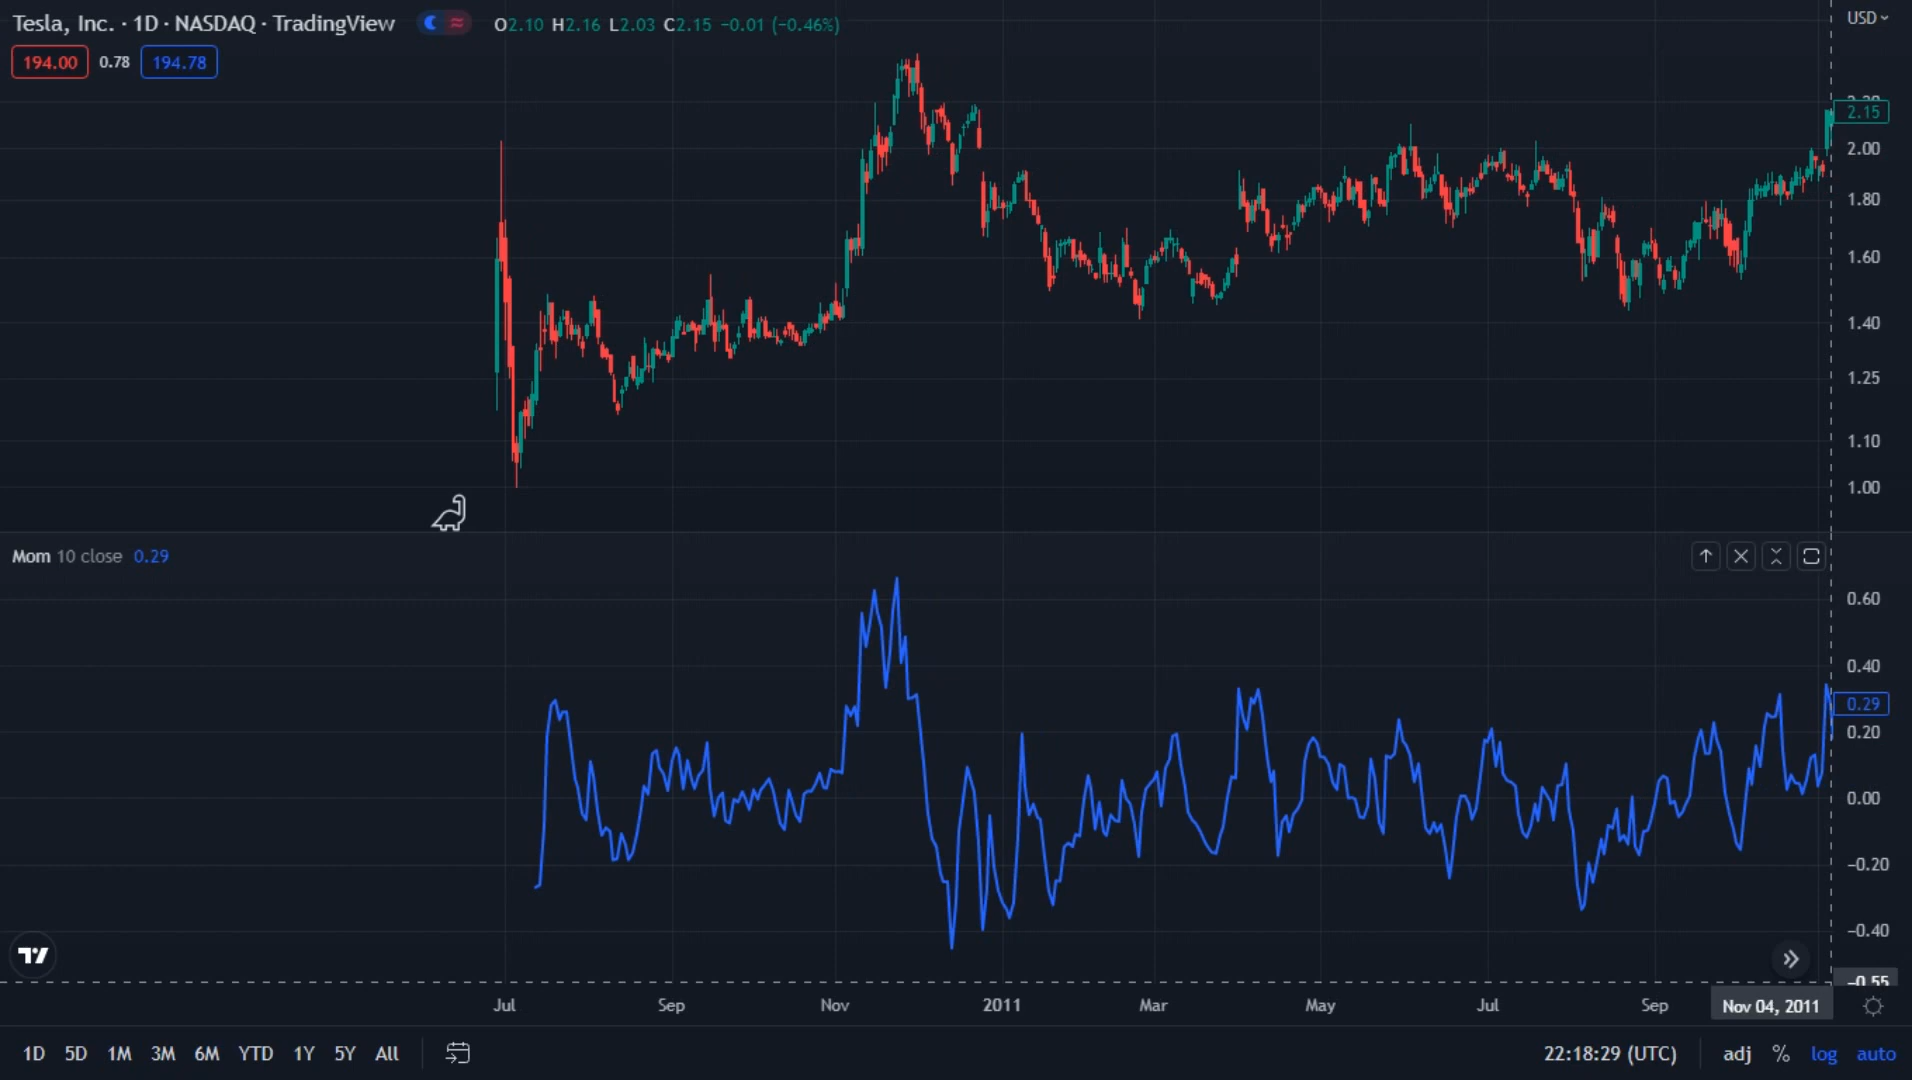 Tesla, Inc. · 1D · NASDAQ · TradingView O2.10 H2.16 L2.03 C2.15 −0.01 (−0.46%)
USD
194.00 0.78 194.78
2.15
2.00
1.80
1.60
1.40
1.25
1.10
1.00
Mom 10 close 0.29
0.60
0.40
0.29
0.20
0.00
−0.20
−0.40
−0.55
Jul Sep Nov 2011 Mar May Jul Sep Nov 04, 2011
1D 5D 1M 3M 6M YTD 1Y 5Y All 22:18:29 (UTC) adj % log auto